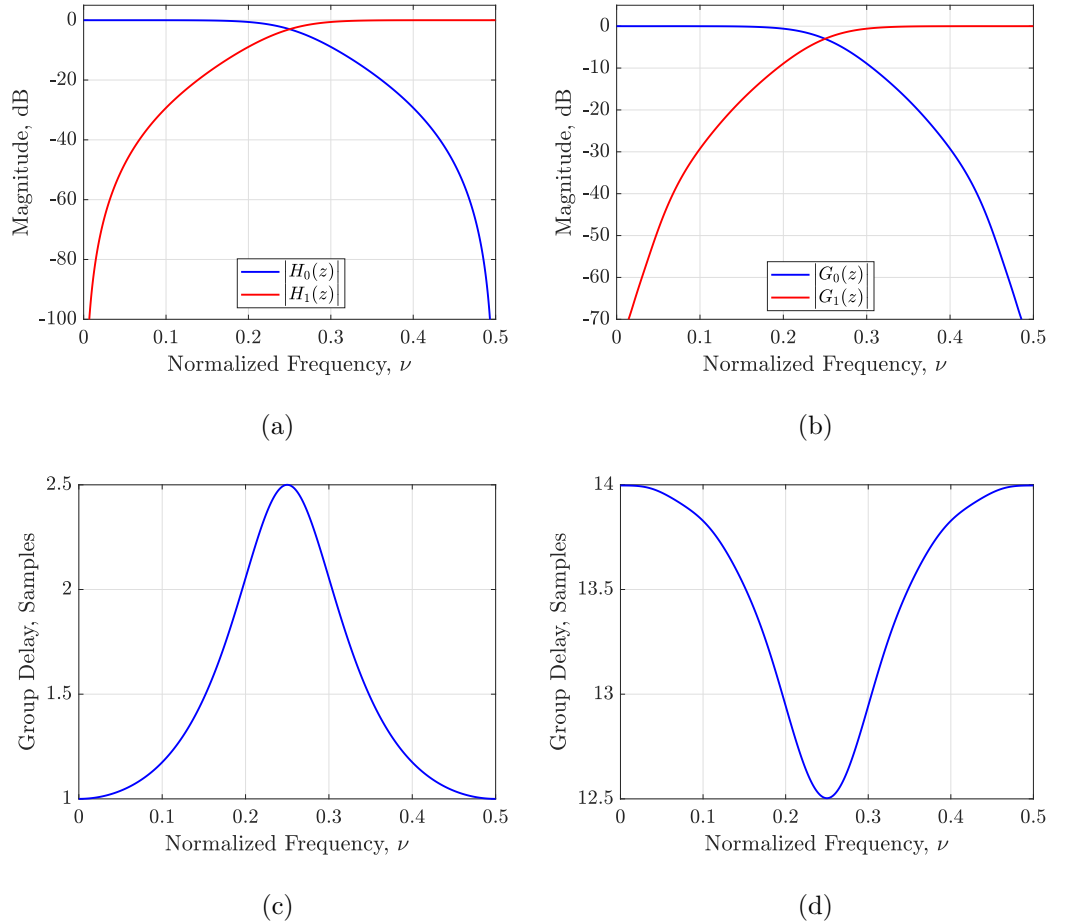 0
-20
-40
-60
-80
-100
Magnitude, dB
|H₀(z)|
|H₁(z)|
0 0.1 0.2 0.3 0.4 0.5
Normalized Frequency, ν
(a)
0
-10
-20
-30
-40
-50
-60
-70
Magnitude, dB
|G₀(z)|
|G₁(z)|
0 0.1 0.2 0.3 0.4 0.5
Normalized Frequency, ν
(b)
2.5
2
1.5
1
Group Delay, Samples
0 0.1 0.2 0.3 0.4 0.5
Normalized Frequency, ν
(c)
14
13.5
13
12.5
Group Delay, Samples
0 0.1 0.2 0.3 0.4 0.5
Normalized Frequency, ν
(d)